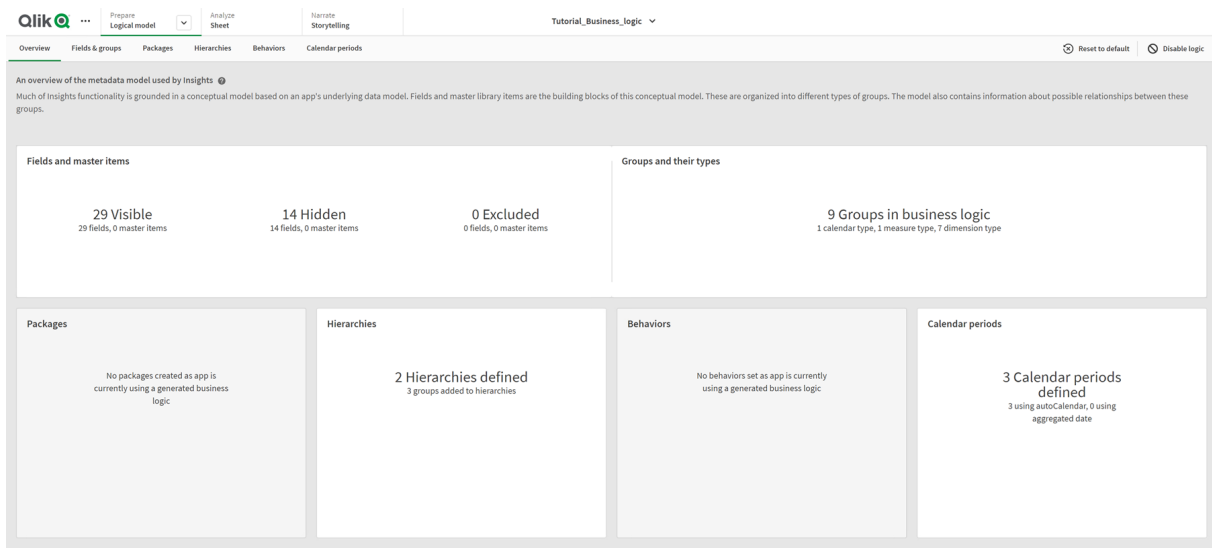 Qlik
Prepare
Logical model
Analyze
Sheet
Narrate
Storytelling
Tutorial_Business_logic
Overview
Fields & groups
Packages
Hierarchies
Behaviors
Calendar periods
Reset to default
Disable logic
An overview of the metadata model used by Insights
Much of Insights functionality is grounded in a conceptual model based on an app's underlying data model. Fields and master library items are the building blocks of this conceptual model. These are organized into different types of groups. The model also contains information about possible relationships between these
groups.
Fields and master items
29 Visible
29 fields, 0 master items
14 Hidden
14 fields, 0 master items
0 Excluded
0 fields, 0 master items
Groups and their types
9 Groups in business logic
1 calendar type, 1 measure type, 7 dimension type
Packages
No packages created as app is
currently using a generated business
logic
Hierarchies
2 Hierarchies defined
3 groups added to hierarchies
Behaviors
No behaviors set as app is currently
using a generated business logic
Calendar periods
3 Calendar periods
defined
3 using autoCalendar, 0 using
aggregated date